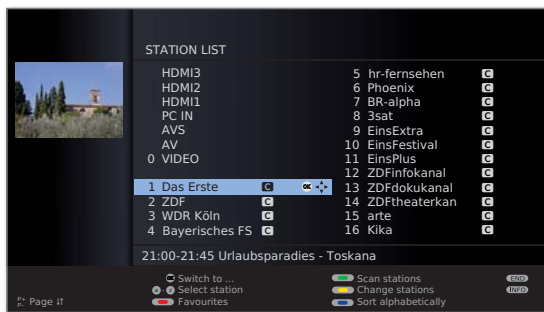 STATION LIST
HDMI3
HDMI2
HDMI1
PC IN
AVS
AV
0 VIDEO
1 Das Erste C OK
2 ZDF C
3 WDR Köln C
4 Bayerisches FS C
5 hr-fernsehen C
6 Phoenix C
7 BR-alpha C
8 3sat C
9 EinsExtra C
10 EinsFestival C
11 EinsPlus C
12 ZDFinfokanal C
13 ZDFdokukanal C
14 ZDFtheaterkan C
15 arte C
16 Kika C
21:00-21:45 Urlaubsparadies - Toskana
OK Switch to ...
Select station
P+ P- Page
Favourites
Scan stations
Change stations
Sort alphabetically
END
INFO